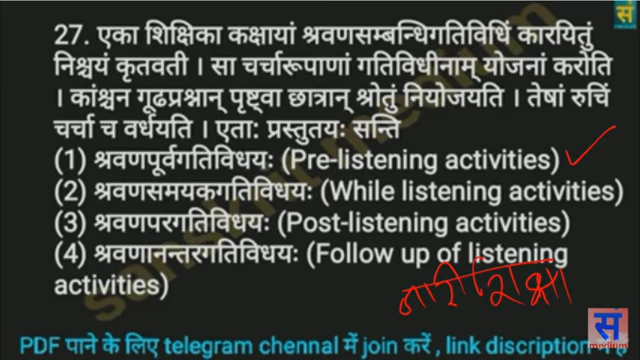 सं
27. एका शिक्षिका कक्षायां श्रवणसम्बन्धिगतिविधिं कारयितुं
निश्चयं कृतवती । सा चर्चारूपाणां गतिविधीनाम् योजनां करोति
। कांश्चन गूढप्रश्नान् पृष्ट्वा छात्रान् श्रोतुं नियोजयति । तेषां रुचिं
चर्चा च वर्धयति । एताः प्रस्तुतयः सन्ति
(1) श्रवणपूर्वगतिविधयः (Pre-listening activities)
(2) श्रवणसमयकगतिविधयः (While listening activities)
(3) श्रवणपरगतिविधयः (Post-listening activities)
(4) श्रवणानन्तरगतिविधयः (Follow up of listening
activities)
सं
medium
PDF पाने के लिए telegram chennal में join करें , link discription